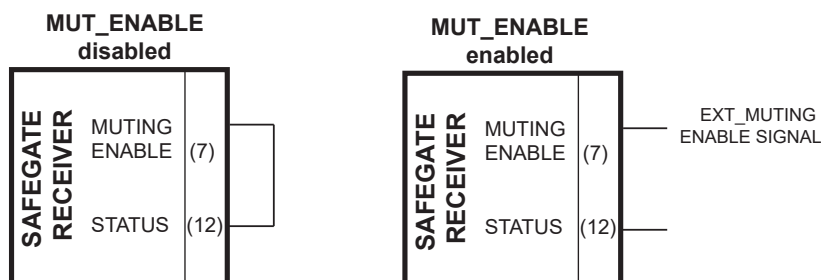 MUT_ENABLE
disabled
SAFEGATE
RECEIVER
MUTING
ENABLE
(7)
STATUS
(12)
MUT_ENABLE
enabled
SAFEGATE
RECEIVER
MUTING
ENABLE
(7)
STATUS
(12)
EXT_MUTING
ENABLE SIGNAL